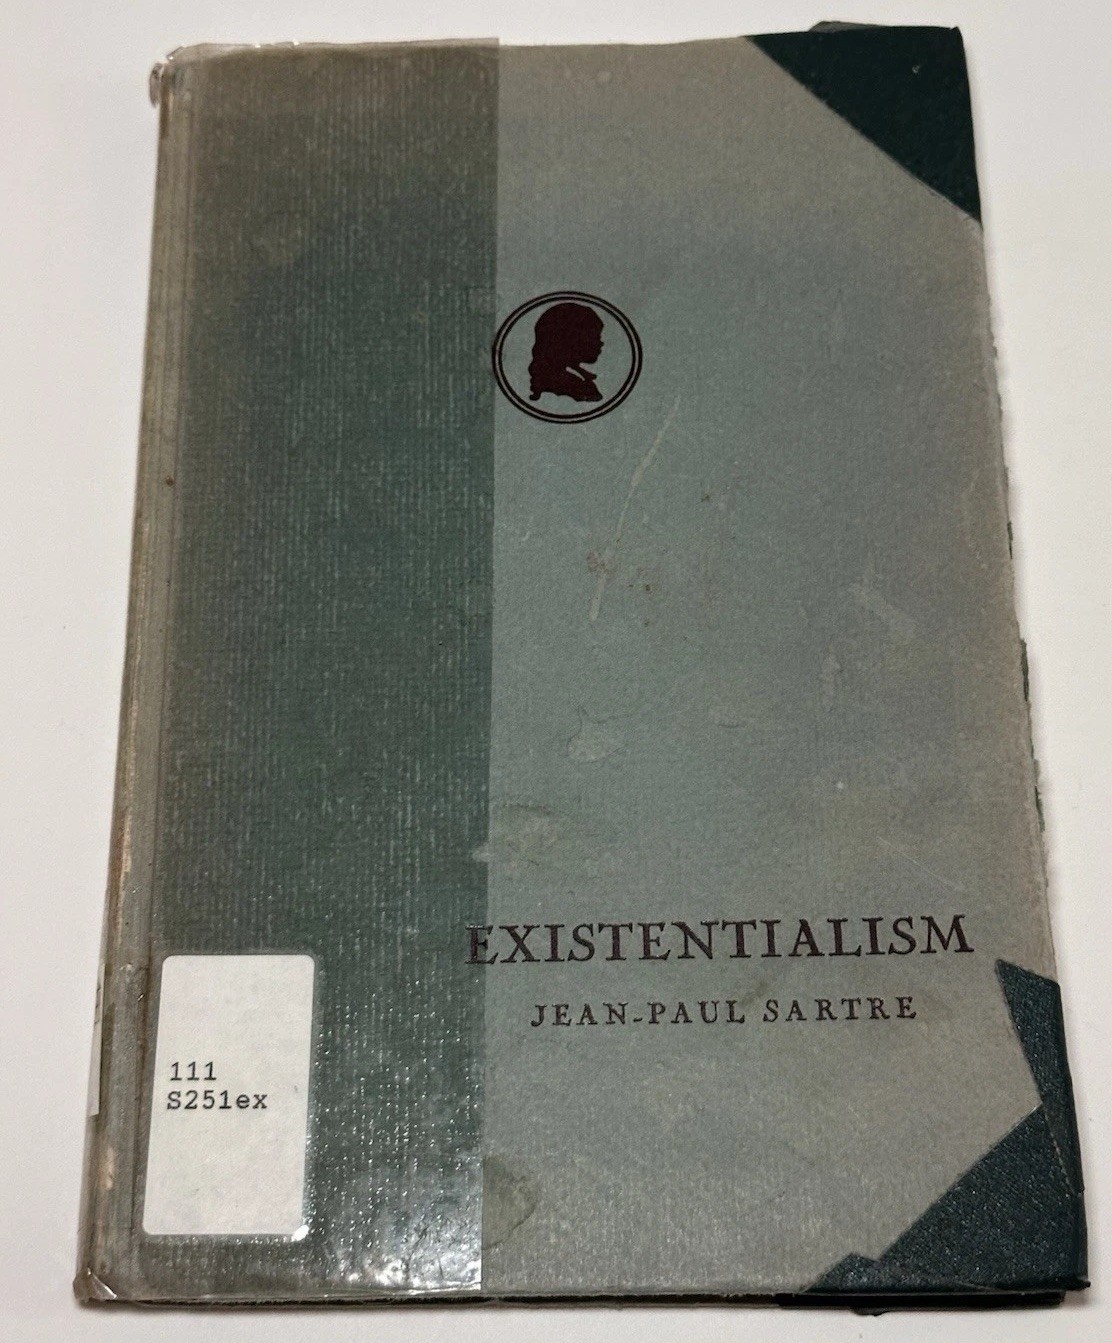 EXISTENTIALISM
JEAN-PAUL SARTRE
111
S251ex